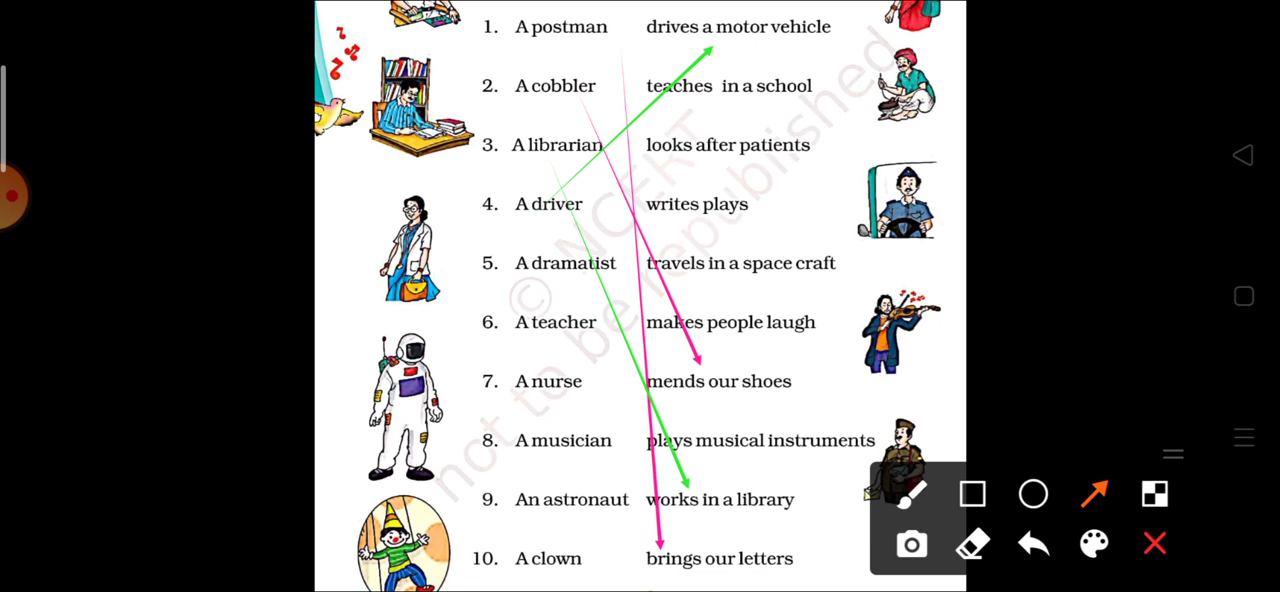 1. A postman drives a motor vehicle
2. A cobbler teaches in a school
3. A librarian looks after patients
4. A driver writes plays
5. A dramatist travels in a space craft
6. A teacher makes people laugh
7. A nurse mends our shoes
8. A musician plays musical instruments
9. An astronaut works in a library
10. A clown brings our letters
© NCERT
not to be republished